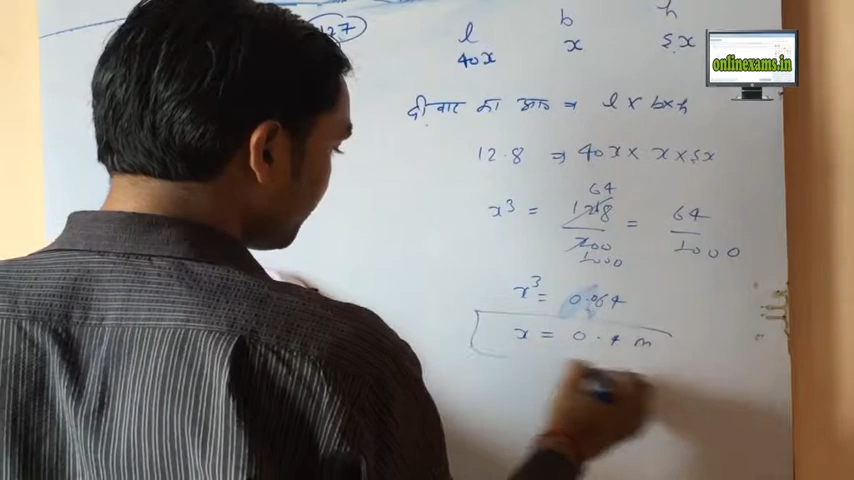 127
l b h
40x x 5x
दीवार का आ० ⇒ l × b × h
12.8 ⇒ 40x × x × 5x
x³ = 64 128 / 200 1000 = 64 / 1000
x³ = 0.064
x = 0.4 m
onlinexams.in